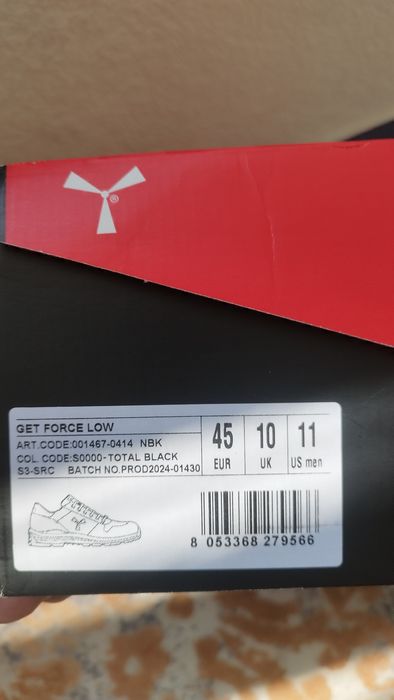 ®
GET FORCE LOW
ART.CODE:001467-0414 NBK
COL. CODE:S0000-TOTAL BLACK
S3-SRC BATCH NO.PROD2024-01430
45 10 11
EUR UK US men
8 053368 279566